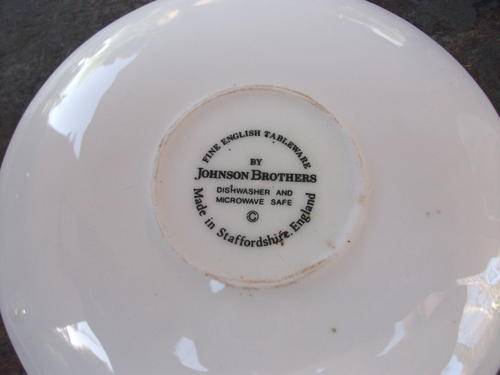 FINE ENGLISH TABLEWARE
BY
JOHNSON BROTHERS
DISHWASHER AND
MICROWAVE SAFE
©
Made in Staffordshire, England